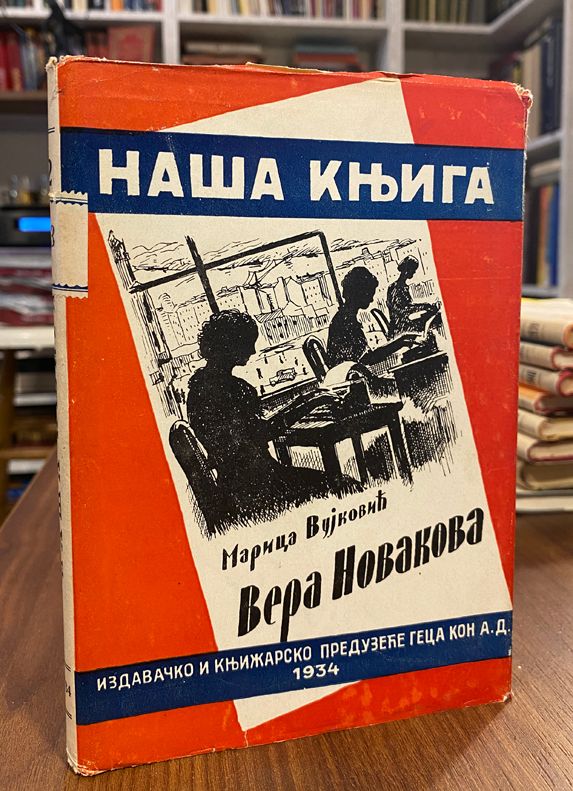 НАША КЊИГА
Марица Вујковић
Вера Новакова
ИЗДАВАЧКО И КЊИЖАРСКО ПРЕДУЗЕЋЕ ГЕЦА КОН А.Д.
1934